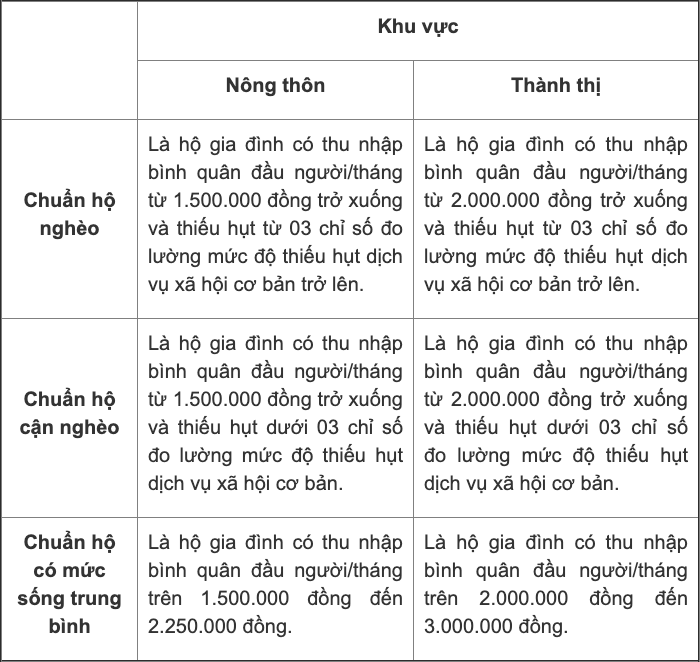 Khu vực
Nông thôn
Thành thị
Chuẩn hộ
nghèo
Là hộ gia đình có thu nhập
bình quân đầu người/tháng
từ 1.500.000 đồng trở xuống
và thiếu hụt từ 03 chỉ số đo
lường mức độ thiếu hụt dịch
vụ xã hội cơ bản trở lên.
Là hộ gia đình có thu nhập
bình quân đầu người/tháng
từ 2.000.000 đồng trở xuống
và thiếu hụt từ 03 chỉ số đo
lường mức độ thiếu hụt dịch
vụ xã hội cơ bản trở lên.
Chuẩn hộ
cận nghèo
Là hộ gia đình có thu nhập
bình quân đầu người/tháng
từ 1.500.000 đồng trở xuống
và thiếu hụt dưới 03 chỉ số
đo lường mức độ thiếu hụt
dịch vụ xã hội cơ bản.
Là hộ gia đình có thu nhập
bình quân đầu người/tháng
từ 2.000.000 đồng trở xuống
và thiếu hụt dưới 03 chỉ số
đo lường mức độ thiếu hụt
dịch vụ xã hội cơ bản.
Chuẩn hộ
có mức
sống trung
bình
Là hộ gia đình có thu nhập
bình quân đầu người/tháng
trên 1.500.000 đồng đến
2.250.000 đồng.
Là hộ gia đình có thu nhập
bình quân đầu người/tháng
trên 2.000.000 đồng đến
3.000.000 đồng.